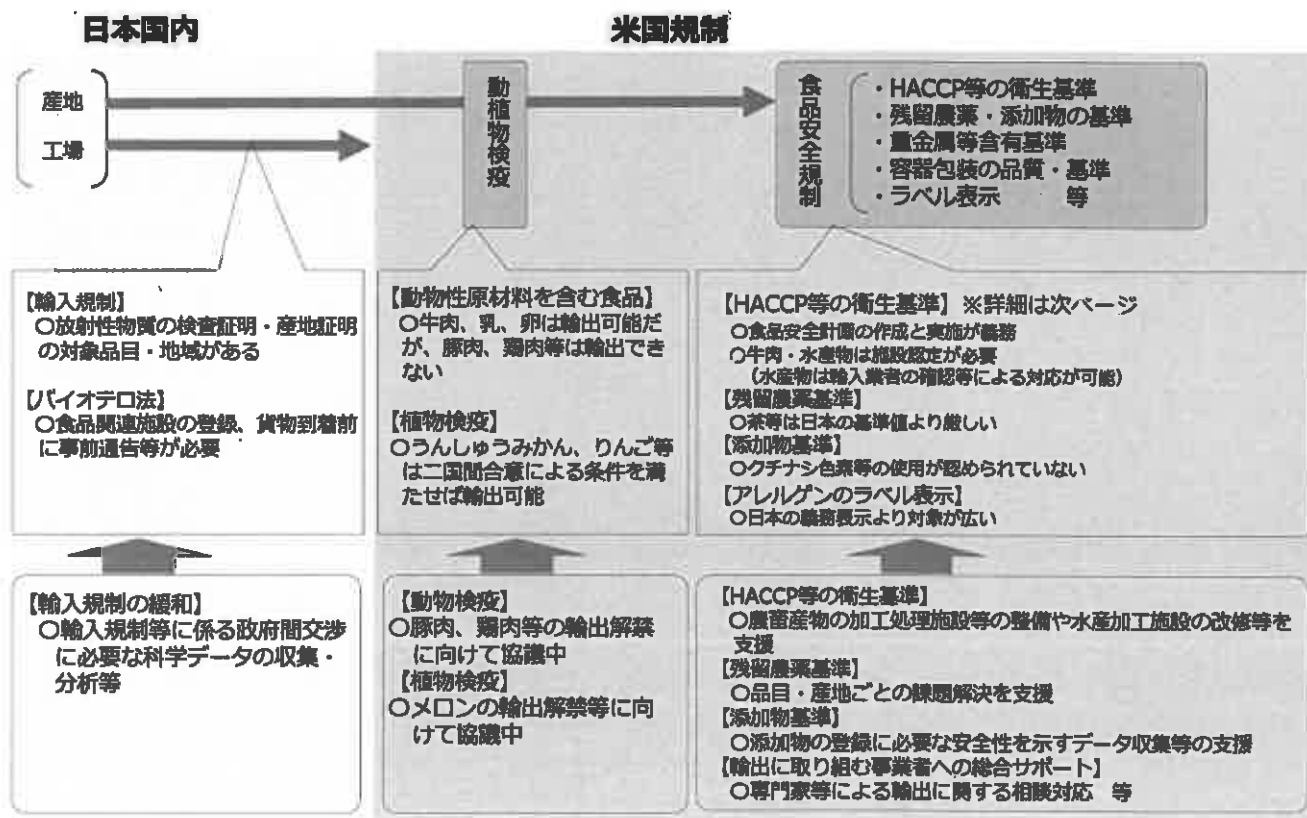 日本国内
米国規制
産地
工場
動植物検疫
食品安全規制
・HACCP等の衛生基準
・残留農薬・添加物の基準
・重金属等含有基準
・容器包装の品質・基準
・ラベル表示　　等
【輸入規制】
○放射性物質の検査証明・産地証明
の対象品目・地域がある
【バイオテロ法】
○食品関連施設の登録、貨物到着前
に事前通告等が必要
【動物性原材料を含む食品】
○牛肉、乳、卵は輸出可能だ
が、豚肉、鶏肉等は輸出でき
ない
【植物検疫】
○うんしゅうみかん、りんご等
は二国間合意による条件を満
たせば輸出可能
【HACCP等の衛生基準】※詳細は次ページ
○食品安全計画の作成と実施が義務
○牛肉・水産物は施設認定が必要
（水産物は輸入業者の確認等による対応が可能）
【残留農薬基準】
○茶等は日本の基準値より厳しい
【添加物基準】
○クチナシ色素等の使用が認められていない
【アレルゲンのラベル表示】
○日本の義務表示より対象が広い
【輸入規制の緩和】
○輸入規制等に係る政府間交渉
に必要な科学データの収集・
分析等
【動物検疫】
○豚肉、鶏肉等の輸出解禁
に向けて協議中
【植物検疫】
○メロンの輸出解禁等に向
けて協議中
【HACCP等の衛生基準】
○農畜産物の加工処理施設等の整備や水産加工施設の改修等を
支援
【残留農薬基準】
○品目・産地ごとの課題解決を支援
【添加物基準】
○添加物の登録に必要な安全性を示すデータ収集等の支援
【輸出に取り組む事業者への総合サポート】
○専門家等による輸出に関する相談対応　等